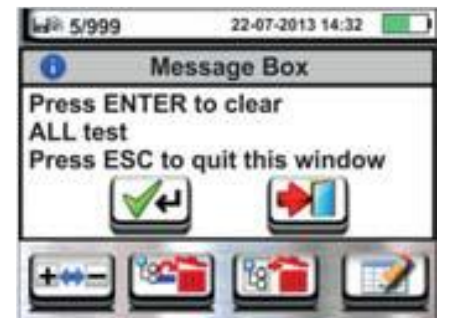 5/999 22-07-2013 14:32
Message Box
Press ENTER to clear
ALL test
Press ESC to quit this window